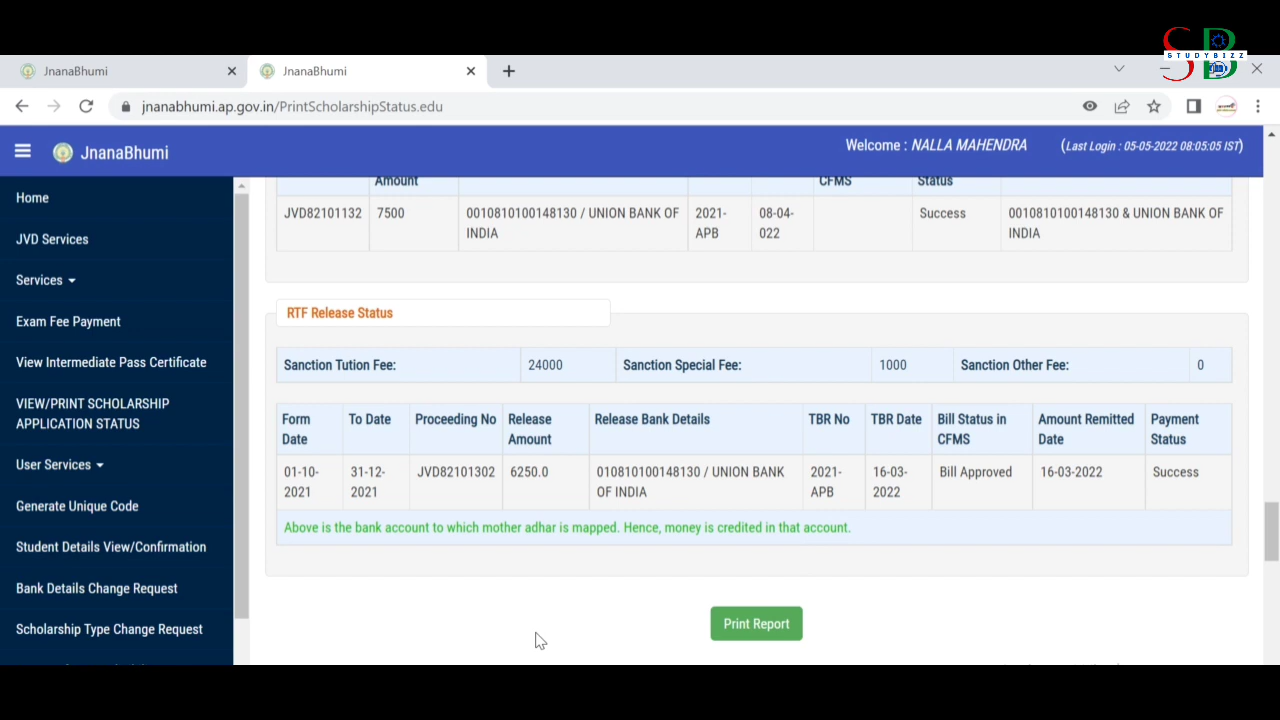 S B
STUDYBIZZ
JnanaBhumi
JnanaBhumi
jnanabhumi.ap.gov.in/PrintScholarshipStatus.edu
JnanaBhumi
Welcome : NALLA MAHENDRA
(Last Login : 05-05-2022 08:05:05 IST)
Home
JVD Services
Services
Exam Fee Payment
View Intermediate Pass Certificate
VIEW/PRINT SCHOLARSHIP
APPLICATION STATUS
User Services
Generate Unique Code
Student Details View/Confirmation
Bank Details Change Request
Scholarship Type Change Request
Amount CFMS Status
JVD82101132 7500 0010810100148130 / UNION BANK OF 2021- 08-04- Success 0010810100148130 & UNION BANK OF
INDIA APB 022 INDIA
RTF Release Status
Sanction Tution Fee: 24000 Sanction Special Fee: 1000 Sanction Other Fee: 0
Form To Date Proceeding No Release Release Bank Details TBR No TBR Date Bill Status in Amount Remitted Payment
Date Amount CFMS Date Status
01-10- 31-12- JVD82101302 6250.0 010810100148130 / UNION BANK 2021- 16-03- Bill Approved 16-03-2022 Success
2021 2021 OF INDIA APB 2022
Above is the bank account to which mother adhar is mapped. Hence, money is credited in that account.
Print Report